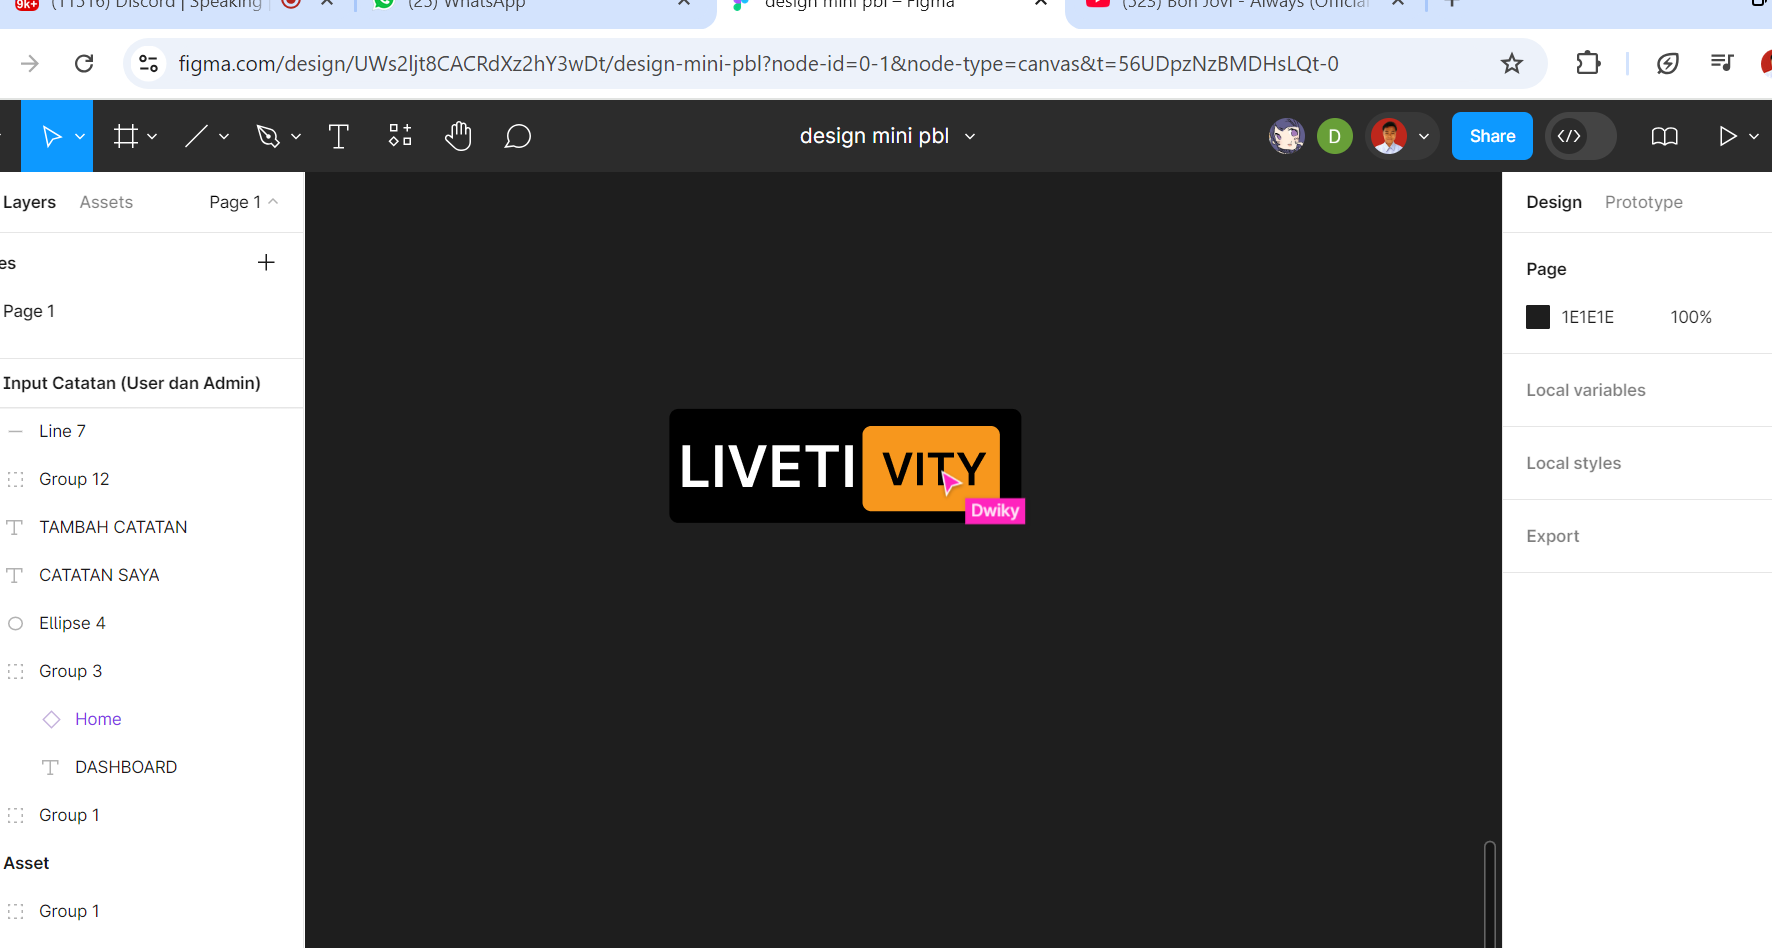 9K+ (11516) Discord | Speaking
(25) WhatsApp
design mini pbl – Figma
(523) Bon Jovi - Always (Official
figma.com/design/UWs2ljt8CACRdXz2hY3wDt/design-mini-pbl?node-id=0-1&node-type=canvas&t=56UDpzNzBMDHsLQt-0
design mini pbl
D
Share
Layers Assets Page 1
es
Page 1
Input Catatan (User dan Admin)
Line 7
Group 12
TAMBAH CATATAN
CATATAN SAYA
Ellipse 4
Group 3
Home
DASHBOARD
Group 1
Asset
Group 1
LIVETI VITY
Dwiky
Design Prototype
Page
1E1E1E 100%
Local variables
Local styles
Export